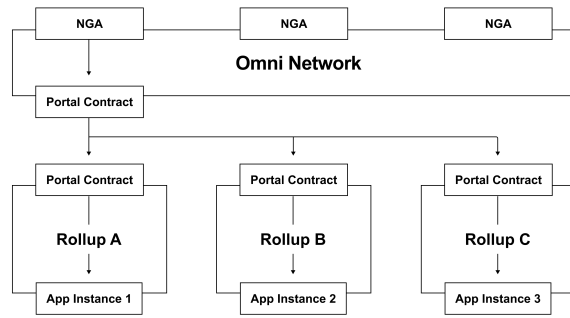 NGA
NGA
NGA
Omni Network
Portal Contract
Portal Contract
Portal Contract
Portal Contract
Rollup A
Rollup B
Rollup C
App Instance 1
App Instance 2
App Instance 3